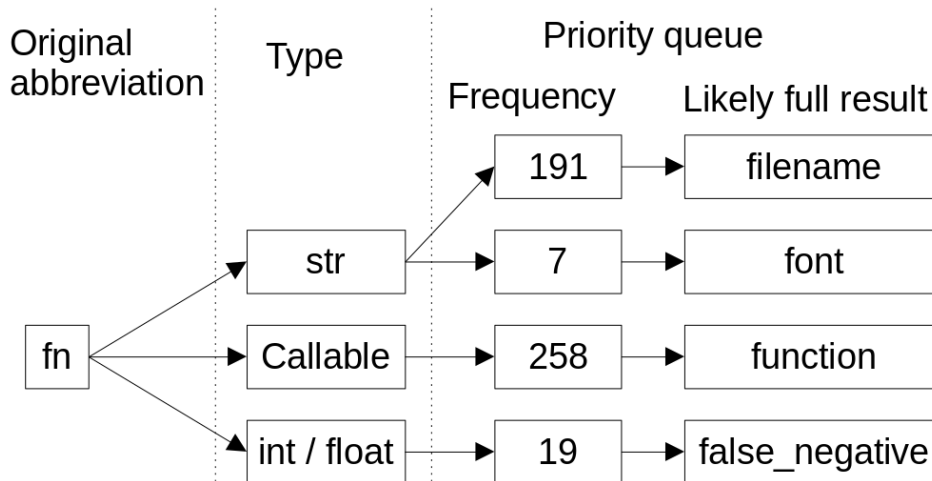 Original
abbreviation
Type
Priority queue
Frequency
Likely full result
191
filename
str
7
font
fn
Callable
258
function
int / float
19
false_negative